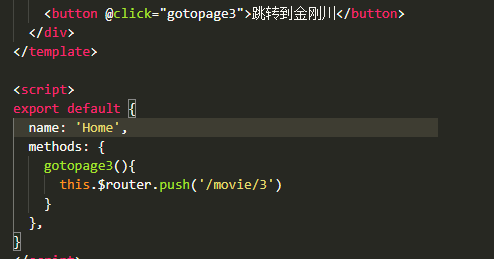 <button @click="gotopage3">跳转到金刚川</button>
</div>
</template>
<script>
export default {
name: 'Home',
methods: {
gotopage3(){
this.$router.push('/movie/3')
}
},
}
</script>